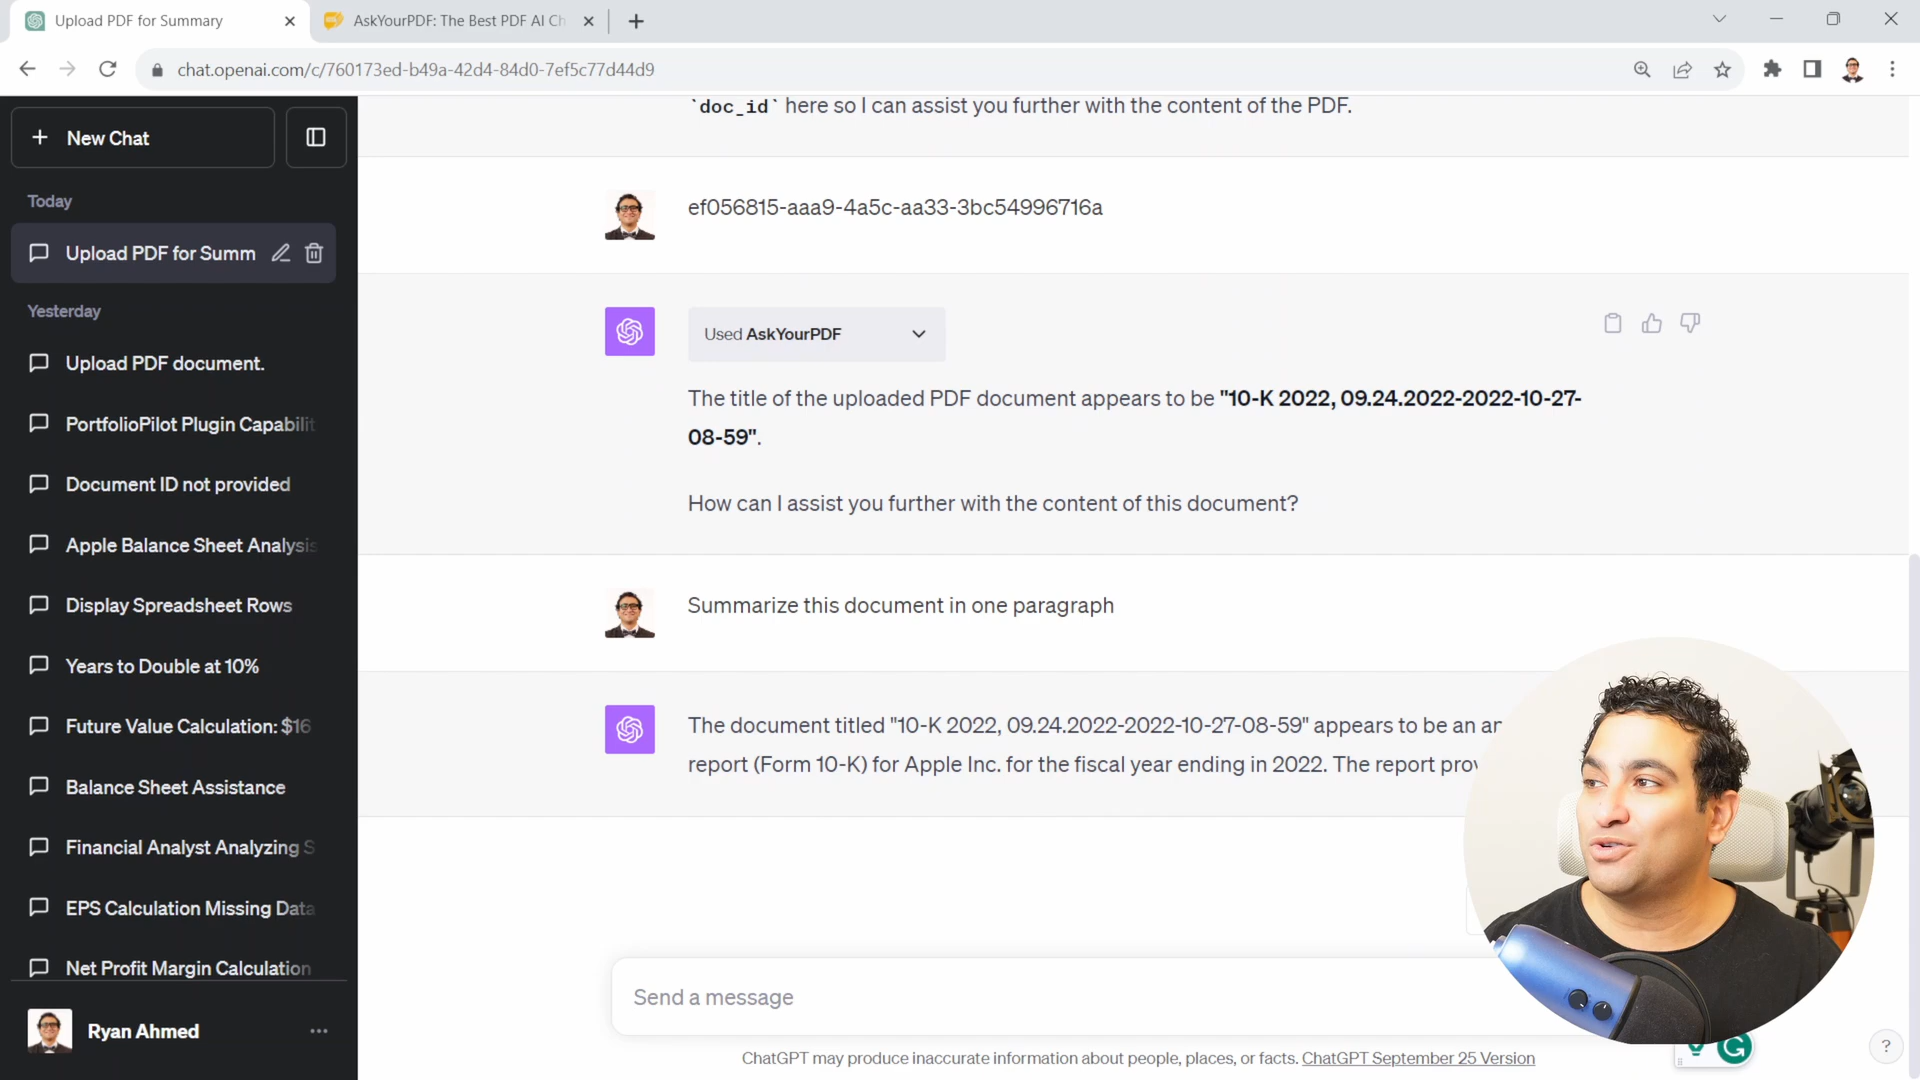 Upload PDF for Summary
AskYourPDF: The Best PDF AI Ch
chat.openai.com/c/760173ed-b49a-42d4-84d0-7ef5c77d44d9
New Chat
Today
Upload PDF for Summ
Yesterday
Upload PDF document.
PortfolioPilot Plugin Capabilit
Document ID not provided
Apple Balance Sheet Analysis
Display Spreadsheet Rows
Years to Double at 10%
Future Value Calculation: $16
Balance Sheet Assistance
Financial Analyst Analyzing S
EPS Calculation Missing Data
Net Profit Margin Calculation
Ryan Ahmed
`doc_id` here so I can assist you further with the content of the PDF.
ef056815-aaa9-4a5c-aa33-3bc54996716a
Used AskYourPDF
The title of the uploaded PDF document appears to be "10-K 2022, 09.24.2022-2022-10-27-
08-59".
How can I assist you further with the content of this document?
Summarize this document in one paragraph
The document titled "10-K 2022, 09.24.2022-2022-10-27-08-59" appears to be an an
report (Form 10-K) for Apple Inc. for the fiscal year ending in 2022. The report prov
Send a message
ChatGPT may produce inaccurate information about people, places, or facts. ChatGPT September 25 Version
?